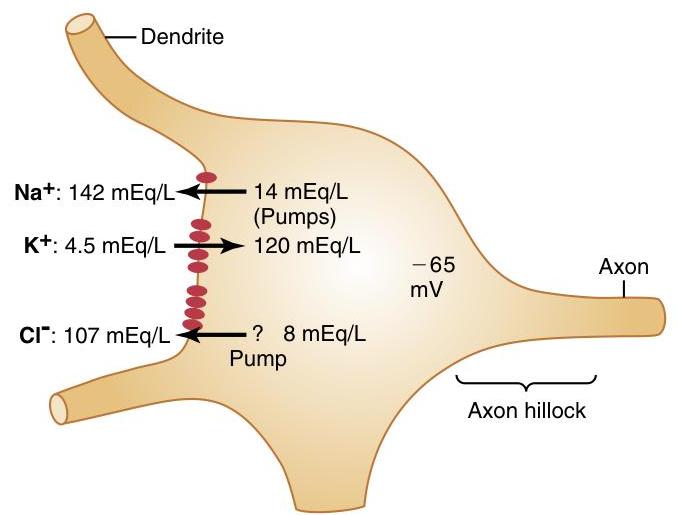 Dendrite
Na⁺: 142 mEq/L 14 mEq/L
(Pumps)
K⁺: 4.5 mEq/L 120 mEq/L
−65
mV
Axon
Cl⁻: 107 mEq/L ? 8 mEq/L
Pump
Axon hillock